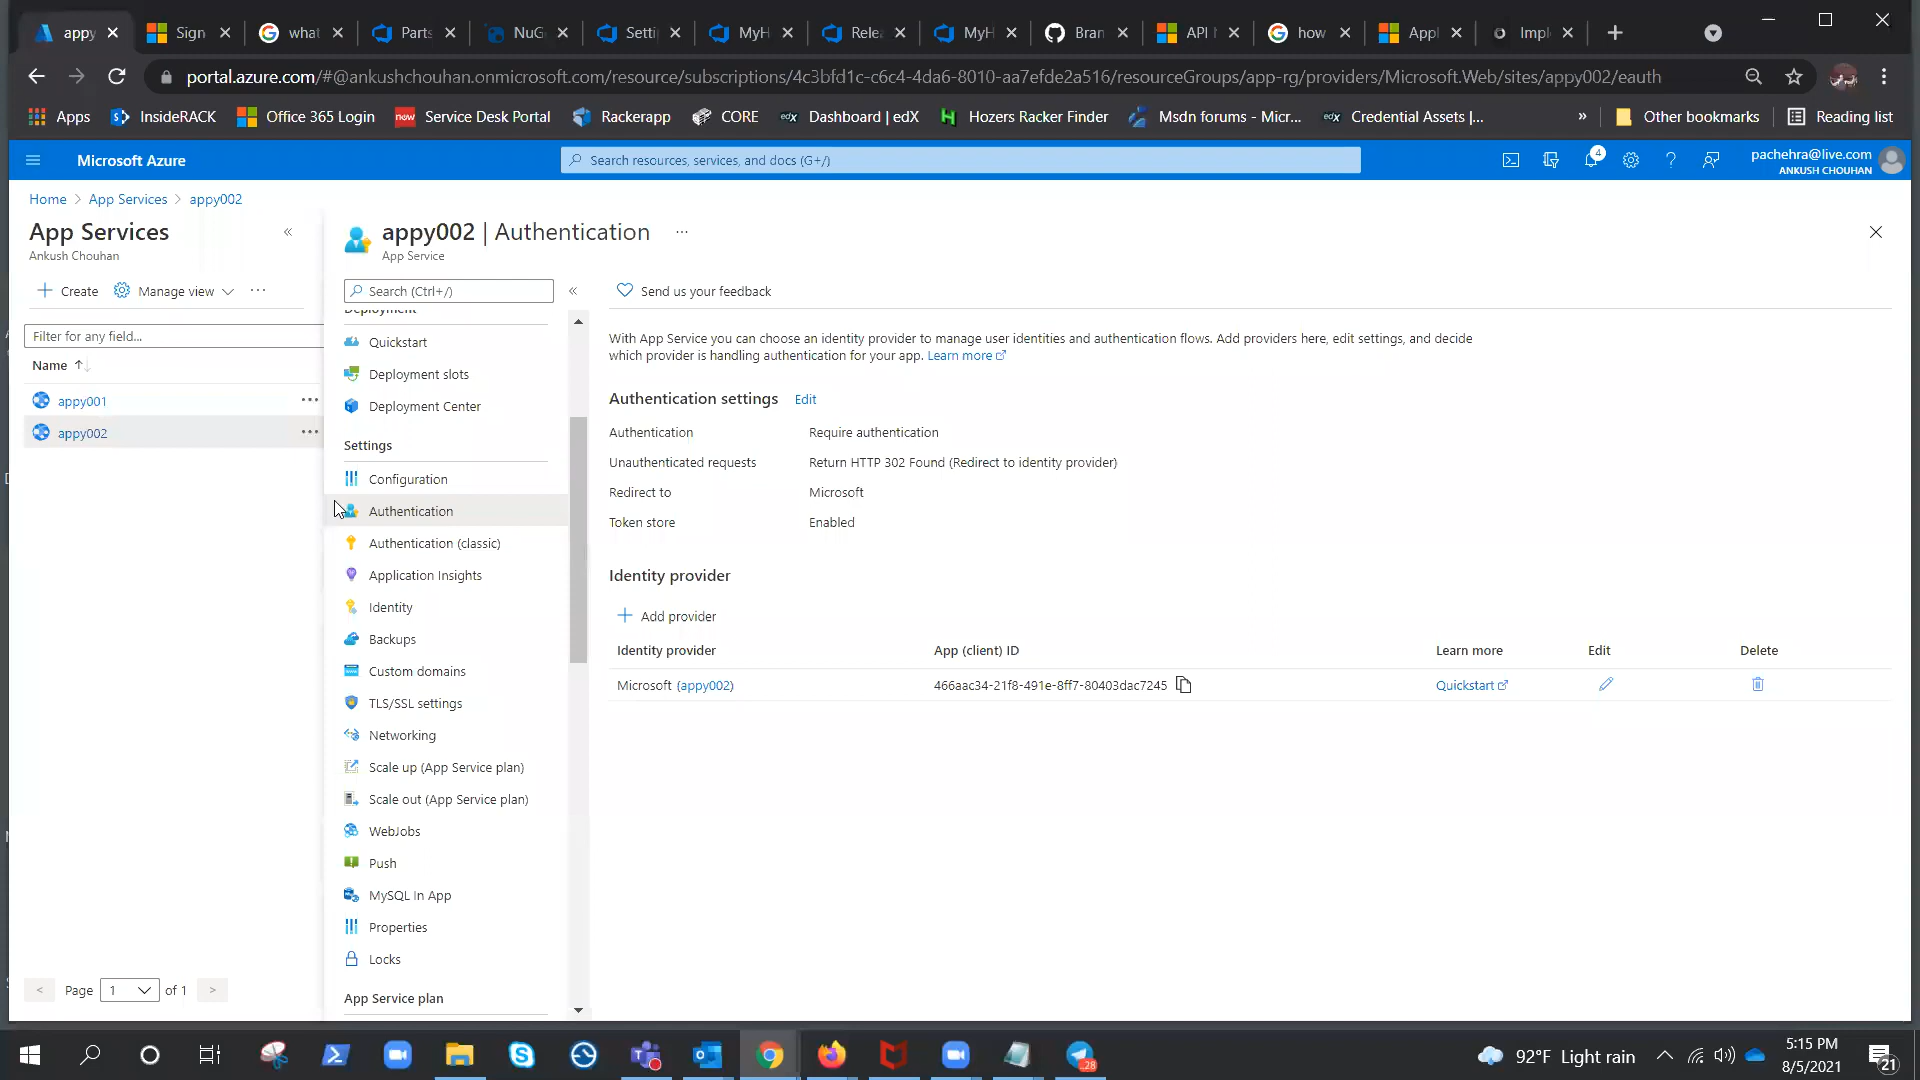 appy
Sign
what
Parts
NuG
Setti
MyH
Relea
MyH
Bran
API
how
Appl
Impl
portal.azure.com/#@ankushchouhan.onmicrosoft.com/resource/subscriptions/4c3bfd1c-c6c4-4da6-8010-aa7efde2a516/resourceGroups/app-rg/providers/Microsoft.Web/sites/appy002/eauth
Apps
InsideRACK
Office 365 Login
now
Service Desk Portal
Rackerapp
CORE
edX
Dashboard | edX
Hozers Racker Finder
Msdn forums - Micr...
edX
Credential Assets |...
»
Other bookmarks
Reading list
Microsoft Azure
Search resources, services, and docs (G+/)
4
pachehra@live.com
ANKUSH CHOUHAN
Home > App Services > appy002
App Services
Ankush Chouhan
«
+ Create
Manage view
...
Filter for any field...
Name ↑↓
appy001
...
appy002
...
< Page 1 of 1 >
appy002 | Authentication
...
App Service
Search (Ctrl+/)
«
Deployment
Quickstart
Deployment slots
Deployment Center
Settings
Configuration
Authentication
Authentication (classic)
Application Insights
Identity
Backups
Custom domains
TLS/SSL settings
Networking
Scale up (App Service plan)
Scale out (App Service plan)
WebJobs
Push
MySQL In App
Properties
Locks
App Service plan
Send us your feedback
With App Service you can choose an identity provider to manage user identities and authentication flows. Add providers here, edit settings, and decide
which provider is handling authentication for your app. Learn more
Authentication settings Edit
Authentication Require authentication
Unauthenticated requests Return HTTP 302 Found (Redirect to identity provider)
Redirect to Microsoft
Token store Enabled
Identity provider
+ Add provider
Identity provider App (client) ID Learn more Edit Delete
Microsoft (appy002) 466aac34-21f8-491e-8ff7-80403dac7245 Quickstart
28
92°F Light rain
5:15 PM
8/5/2021
21